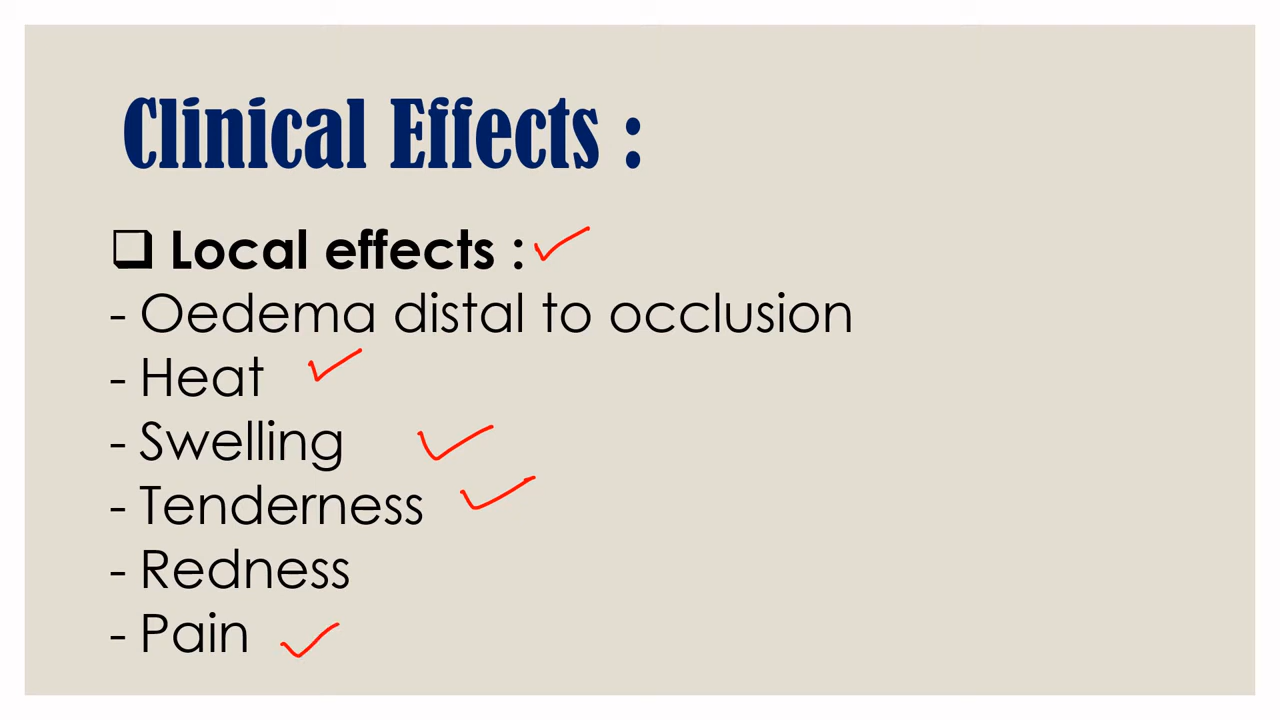 Clinical Effects :
❑ Local effects :
- Oedema distal to occlusion
- Heat
- Swelling
- Tenderness
- Redness
- Pain